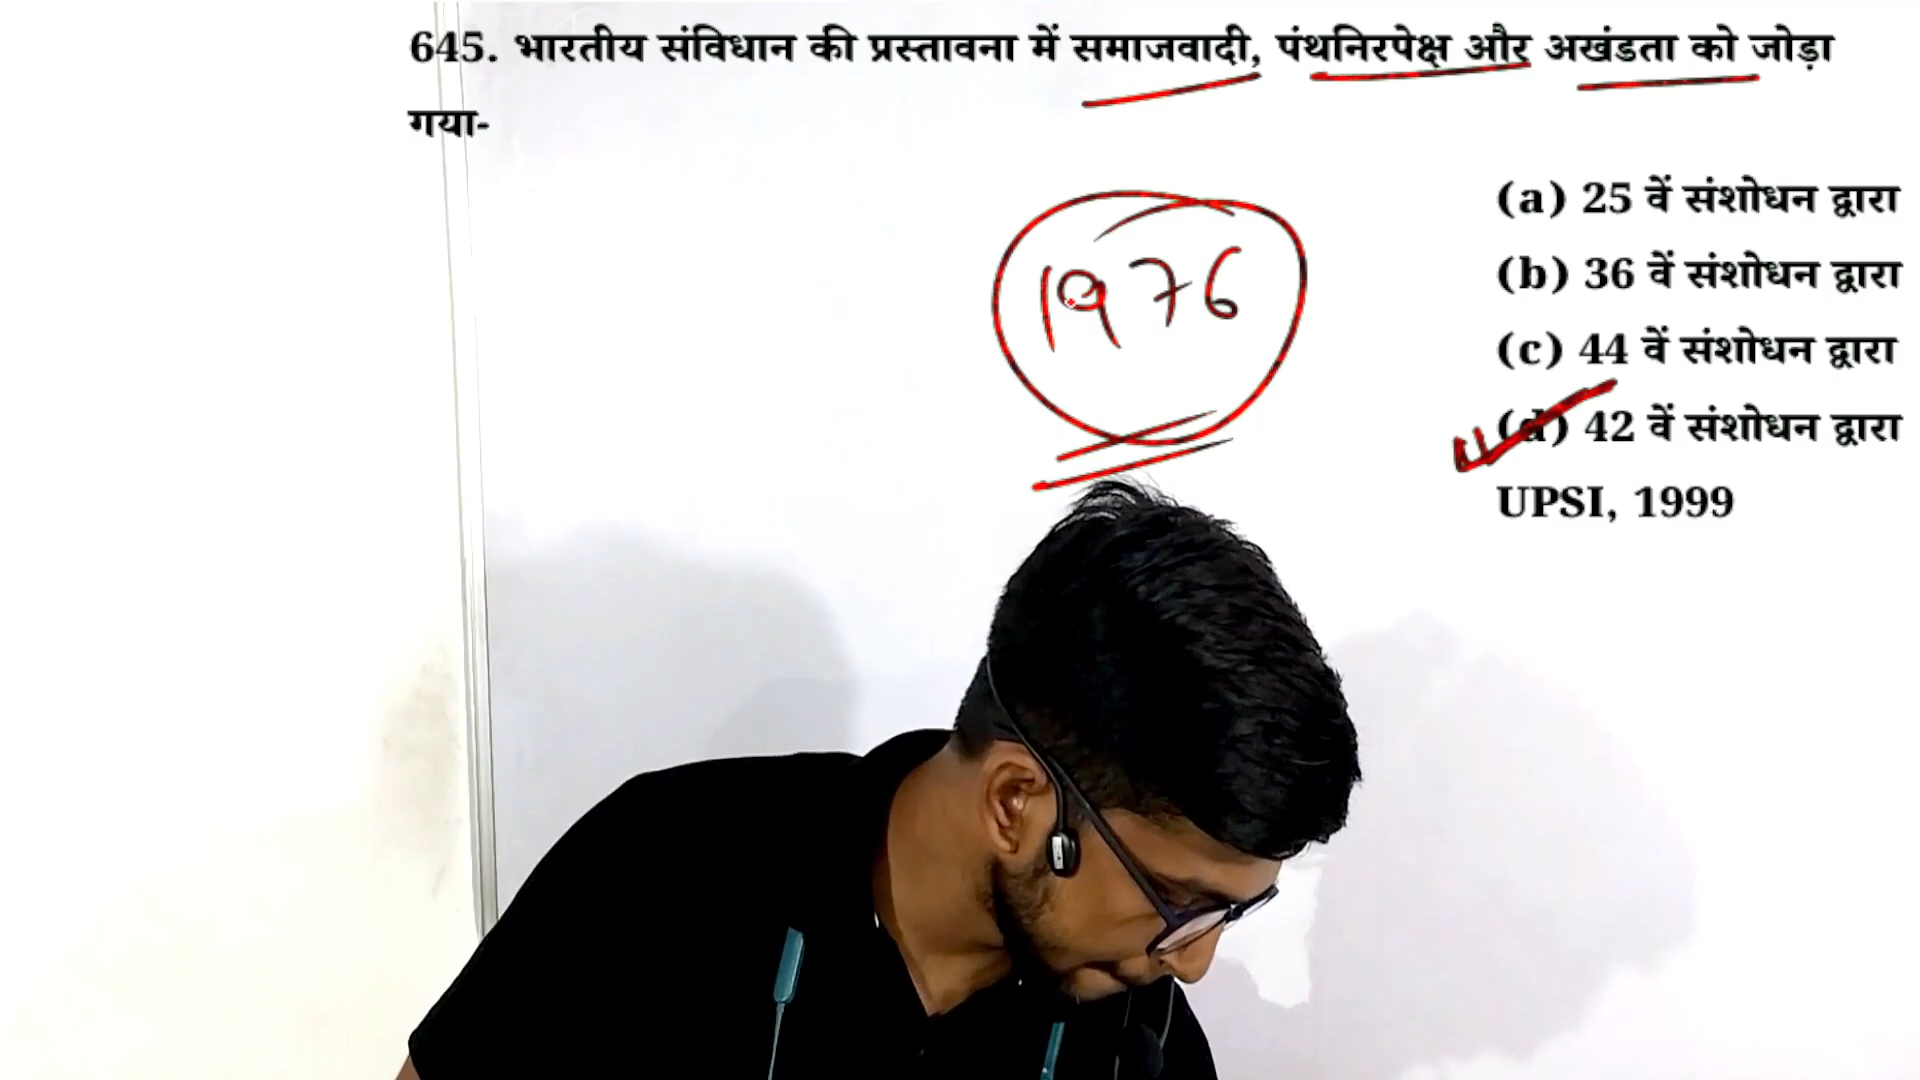 645. भारतीय संविधान की प्रस्तावना में समाजवादी, पंथनिरपेक्ष और अखंडता को जोड़ा
गया-
1976
(a) 25 वें संशोधन द्वारा
(b) 36 वें संशोधन द्वारा
(c) 44 वें संशोधन द्वारा
(d) 42 वें संशोधन द्वारा
UPSI, 1999